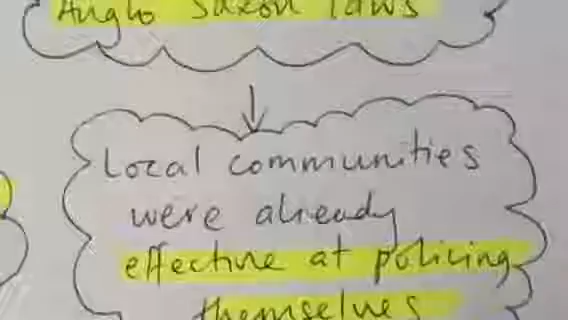 Anglo Saxon laws
Local communities
were already
effective at policing
themselves